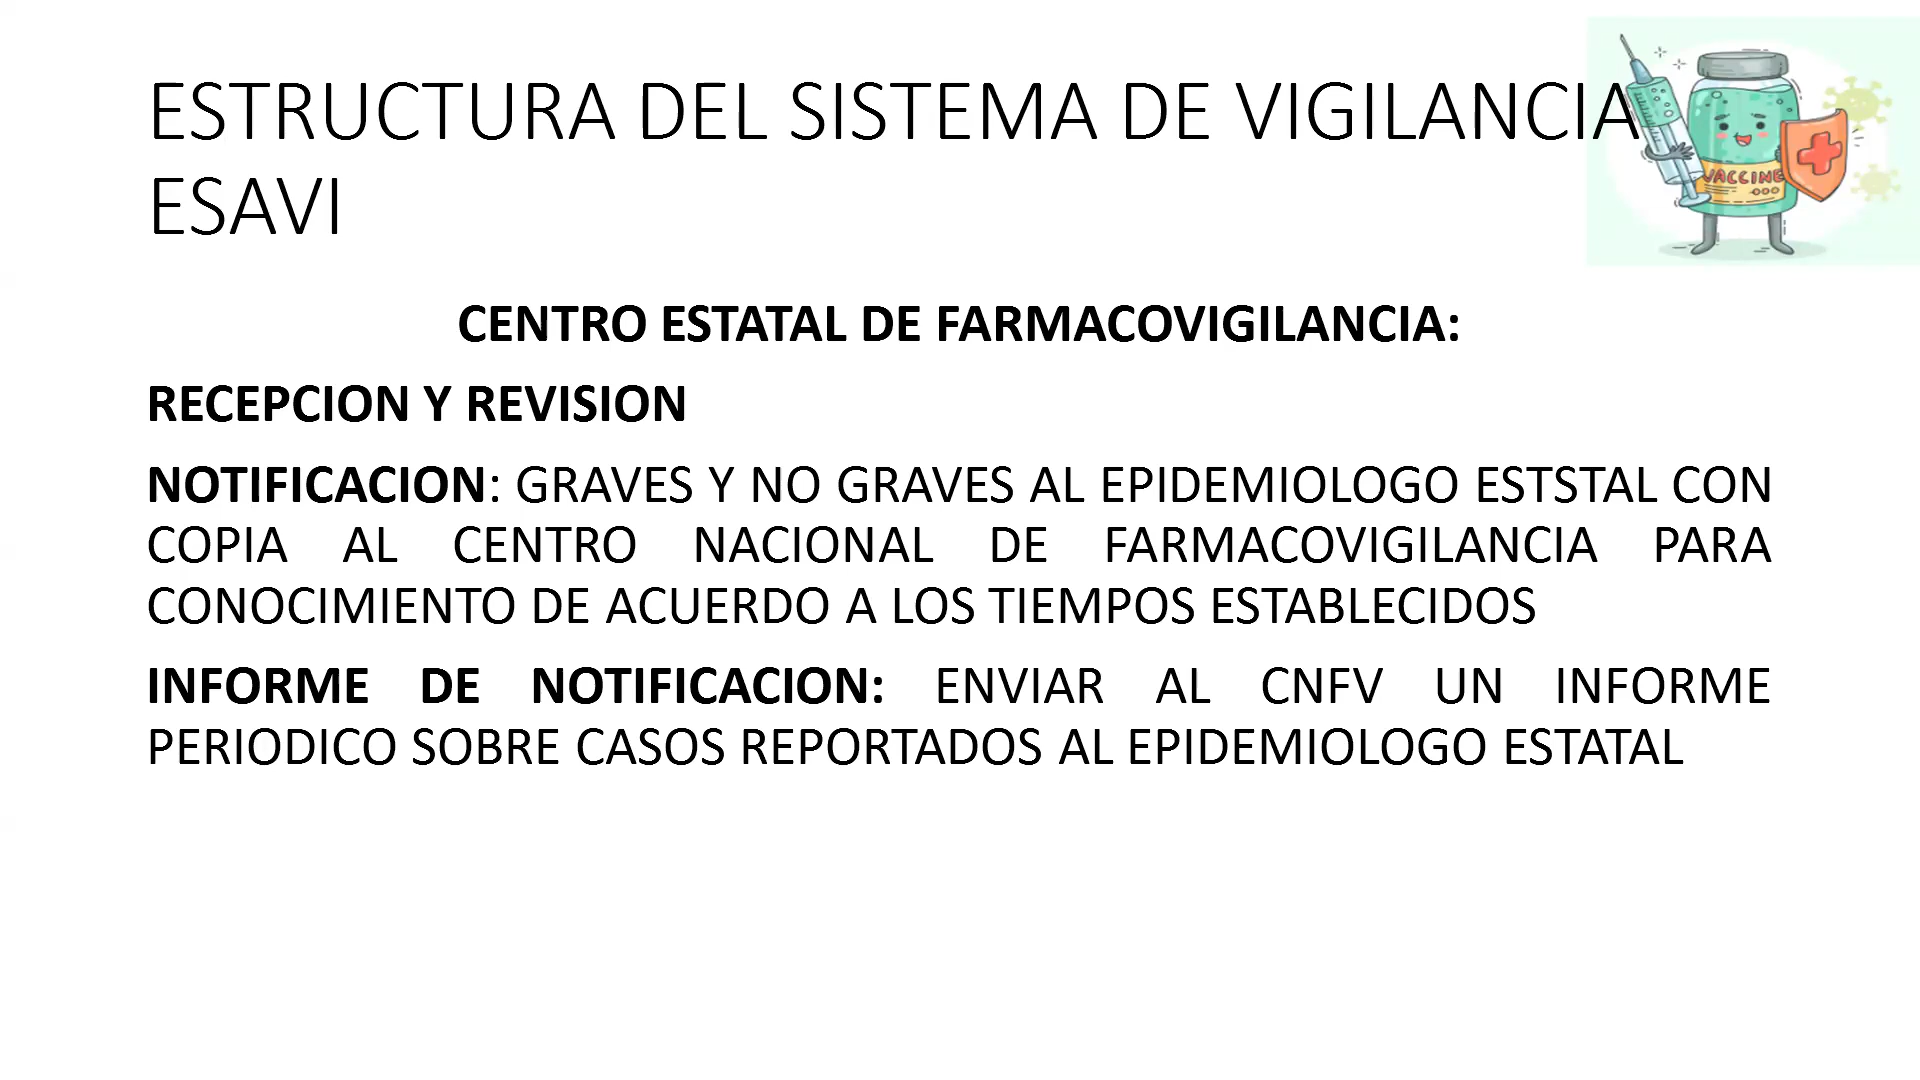 ESTRUCTURA DEL SISTEMA DE VIGILANCIA
ESAVI
VACCINE
CENTRO ESTATAL DE FARMACOVIGILANCIA:
RECEPCION Y REVISION
NOTIFICACION: GRAVES Y NO GRAVES AL EPIDEMIOLOGO ESTSTAL CON
COPIA AL CENTRO NACIONAL DE FARMACOVIGILANCIA PARA
CONOCIMIENTO DE ACUERDO A LOS TIEMPOS ESTABLECIDOS
INFORME DE NOTIFICACION: ENVIAR AL CNFV UN INFORME
PERIODICO SOBRE CASOS REPORTADOS AL EPIDEMIOLOGO ESTATAL